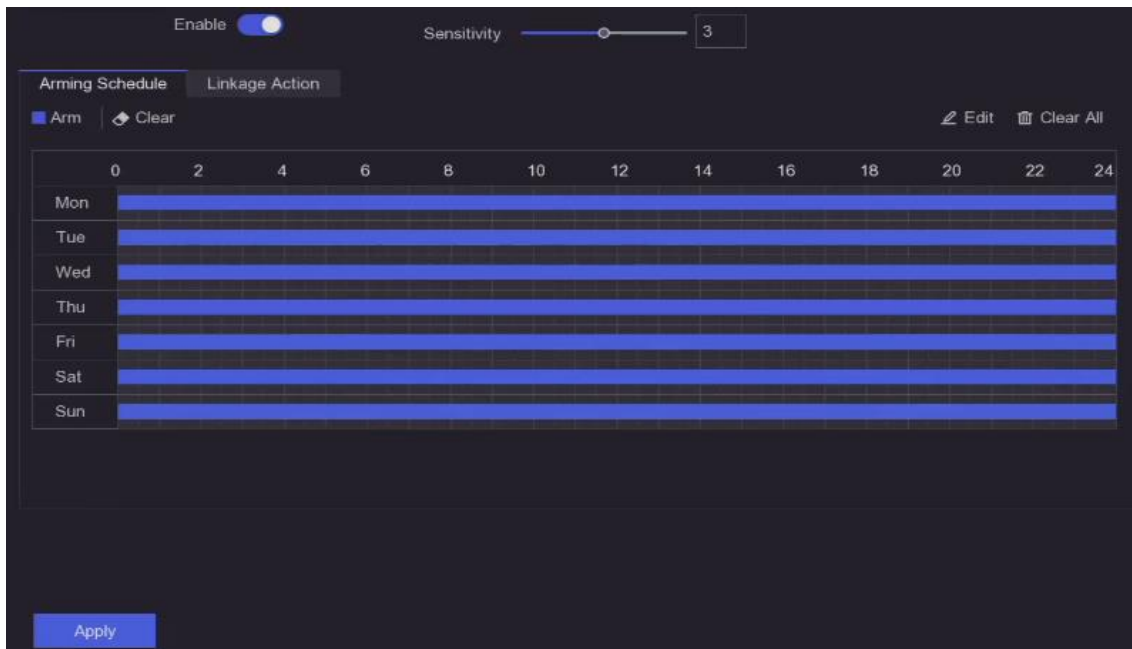 Enable Sensitivity 3
Arming Schedule Linkage Action
Arm Clear Edit Clear All
0 2 4 6 8 10 12 14 16 18 20 22 24
Mon
Tue
Wed
Thu
Fri
Sat
Sun
Apply